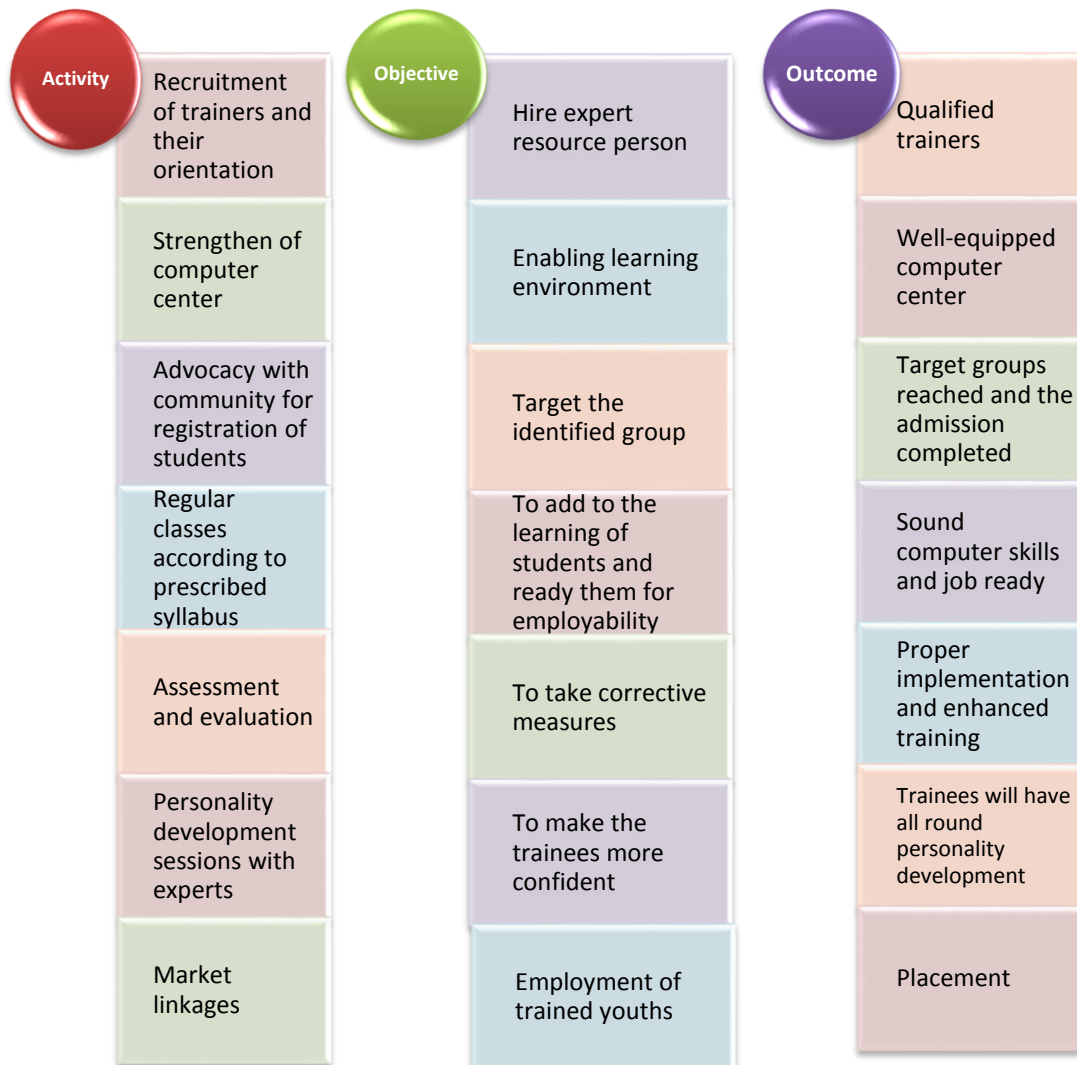 Activity
Recruitment
of trainers and
their
orientation
Strengthen of
computer
center
Advocacy with
community for
registration of
students
Regular
classes
according to
prescribed
syllabus
Assessment
and evaluation
Personality
development
sessions with
experts
Market
linkages
Objective
Hire expert
resource person
Enabling learning
environment
Target the
identified group
To add to the
learning of
students and
ready them for
employability
To take corrective
measures
To make the
trainees more
confident
Employment of
trained youths
Outcome
Qualified
trainers
Well-equipped
computer
center
Target groups
reached and the
admission
completed
Sound
computer skills
and job ready
Proper
implementation
and enhanced
training
Trainees will have
all round
personality
development
Placement